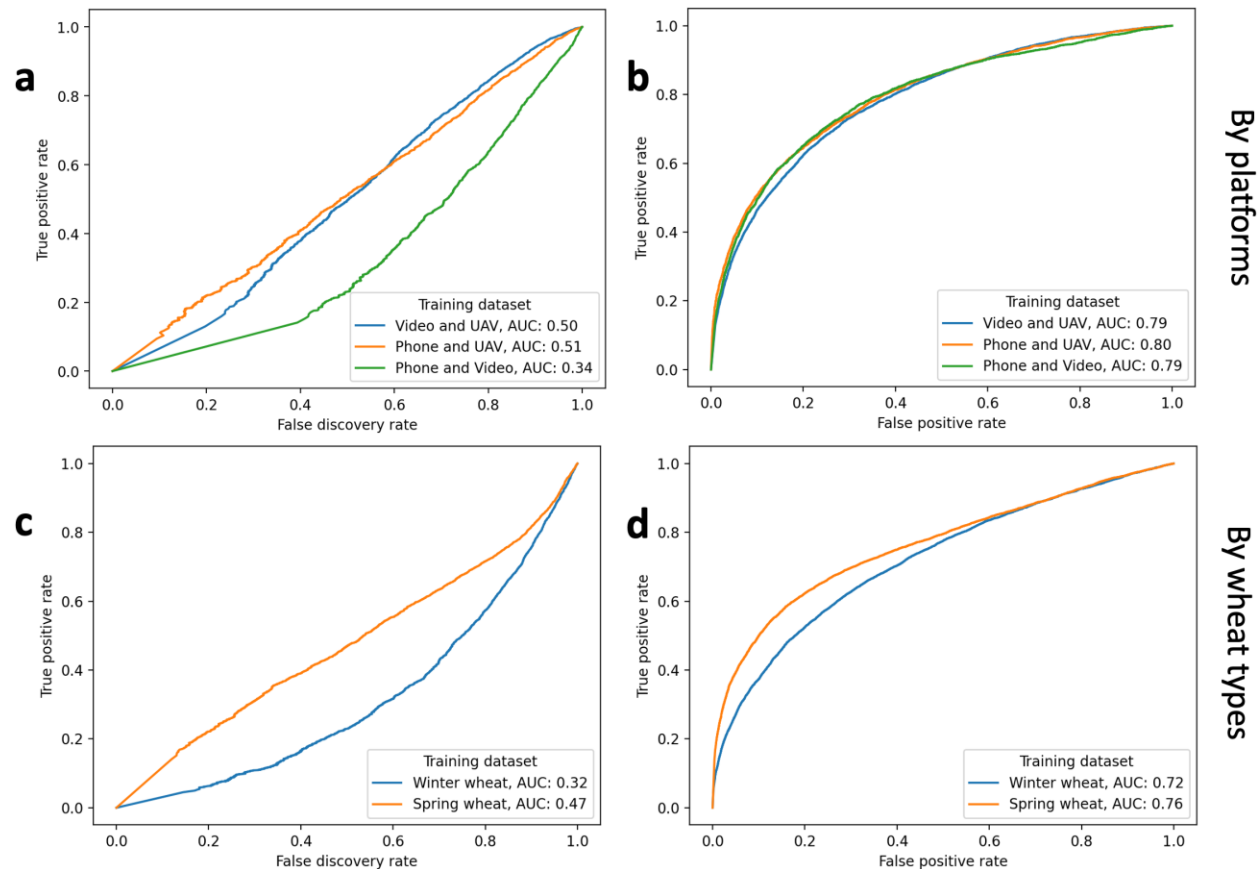 a
1.0
0.8
0.6
0.4
0.2
0.0
True positive rate
0.0 0.2 0.4 0.6 0.8 1.0
False discovery rate
Training dataset
Video and UAV, AUC: 0.50
Phone and UAV, AUC: 0.51
Phone and Video, AUC: 0.34
b
1.0
0.8
0.6
0.4
0.2
0.0
True positive rate
0.0 0.2 0.4 0.6 0.8 1.0
False positive rate
Training dataset
Video and UAV, AUC: 0.79
Phone and UAV, AUC: 0.80
Phone and Video, AUC: 0.79
By platforms
c
1.0
0.8
0.6
0.4
0.2
0.0
True positive rate
0.0 0.2 0.4 0.6 0.8 1.0
False discovery rate
Training dataset
Winter wheat, AUC: 0.32
Spring wheat, AUC: 0.47
d
1.0
0.8
0.6
0.4
0.2
0.0
True positive rate
0.0 0.2 0.4 0.6 0.8 1.0
False positive rate
Training dataset
Winter wheat, AUC: 0.72
Spring wheat, AUC: 0.76
By wheat types